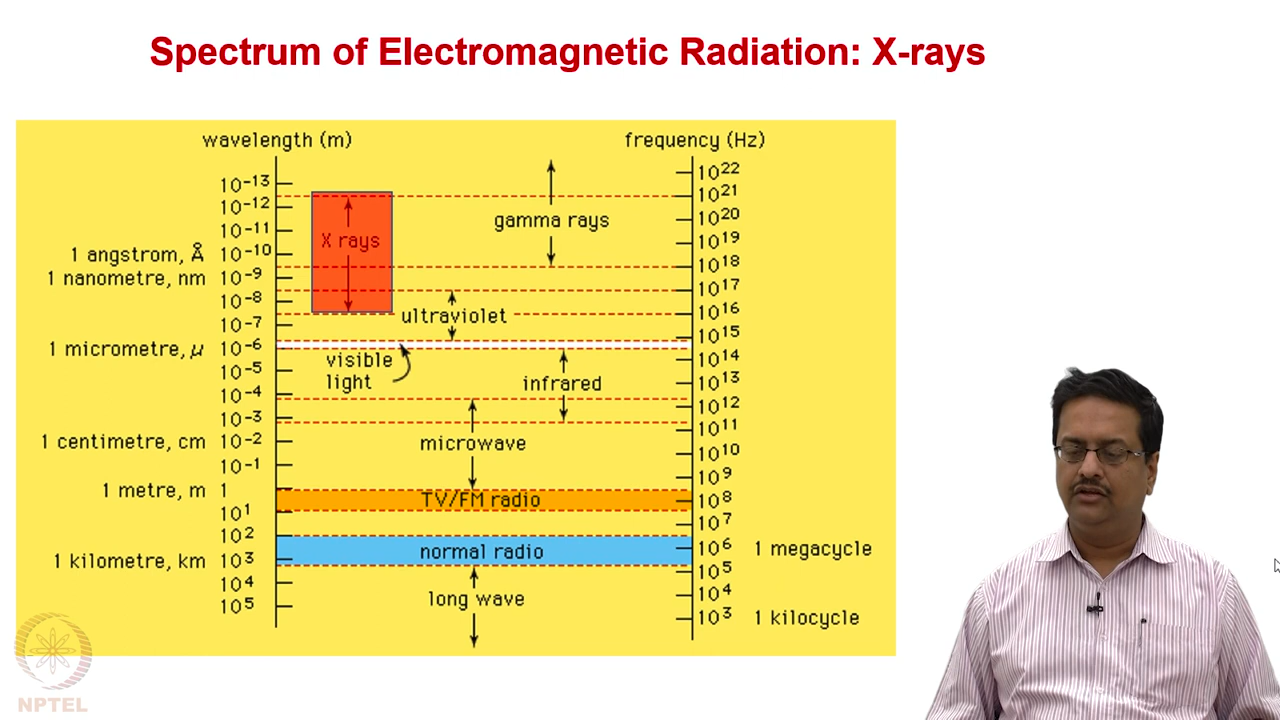 Spectrum of Electromagnetic Radiation: X-rays
wavelength (m)
frequency (Hz)
10⁻¹³
10⁻¹²
10⁻¹¹
1 angstrom, Å 10⁻¹⁰
1 nanometre, nm 10⁻⁹
10⁻⁸
10⁻⁷
1 micrometre, μ 10⁻⁶
10⁻⁵
10⁻⁴
10⁻³
1 centimetre, cm 10⁻²
10⁻¹
1 metre, m 1
10¹
10²
1 kilometre, km 10³
10⁴
10⁵
X rays
gamma rays
ultraviolet
visible
light
infrared
microwave
TV/FM radio
normal radio
long wave
10²²
10²¹
10²⁰
10¹⁹
10¹⁸
10¹⁷
10¹⁶
10¹⁵
10¹⁴
10¹³
10¹²
10¹¹
10¹⁰
10⁹
10⁸
10⁷
10⁶ 1 megacycle
10⁵
10⁴
10³ 1 kilocycle
NPTEL